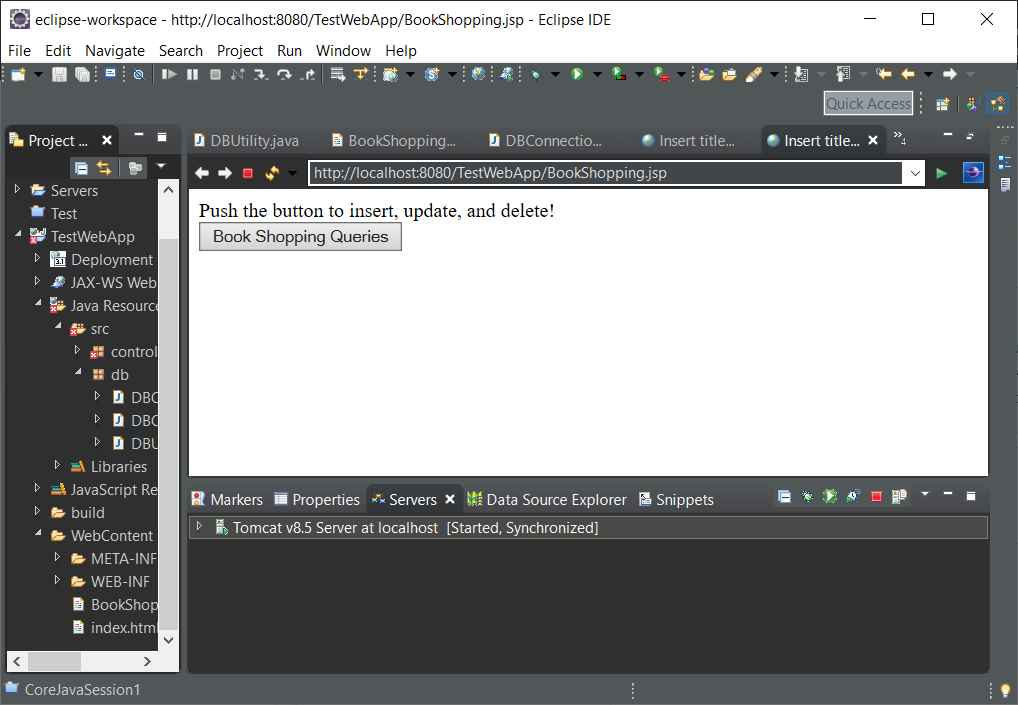 eclipse-workspace - http://localhost:8080/TestWebApp/BookShopping.jsp - Eclipse IDE
File Edit Navigate Search Project Run Window Help
Quick Access
Project ...
DBUtility.java
BookShopping...
DBConnectio...
Insert title...
Insert title...
4
http://localhost:8080/TestWebApp/BookShopping.jsp
Servers
Test
TestWebApp
Deployment
JAX-WS Web
Java Resource
src
control
db
DBC
DBC
DBU
Libraries
JavaScript Re
build
WebContent
META-INF
WEB-INF
BookShop
index.htm
Push the button to insert, update, and delete!
Book Shopping Queries
Markers Properties Servers Data Source Explorer Snippets
Tomcat v8.5 Server at localhost [Started, Synchronized]
CoreJavaSession1